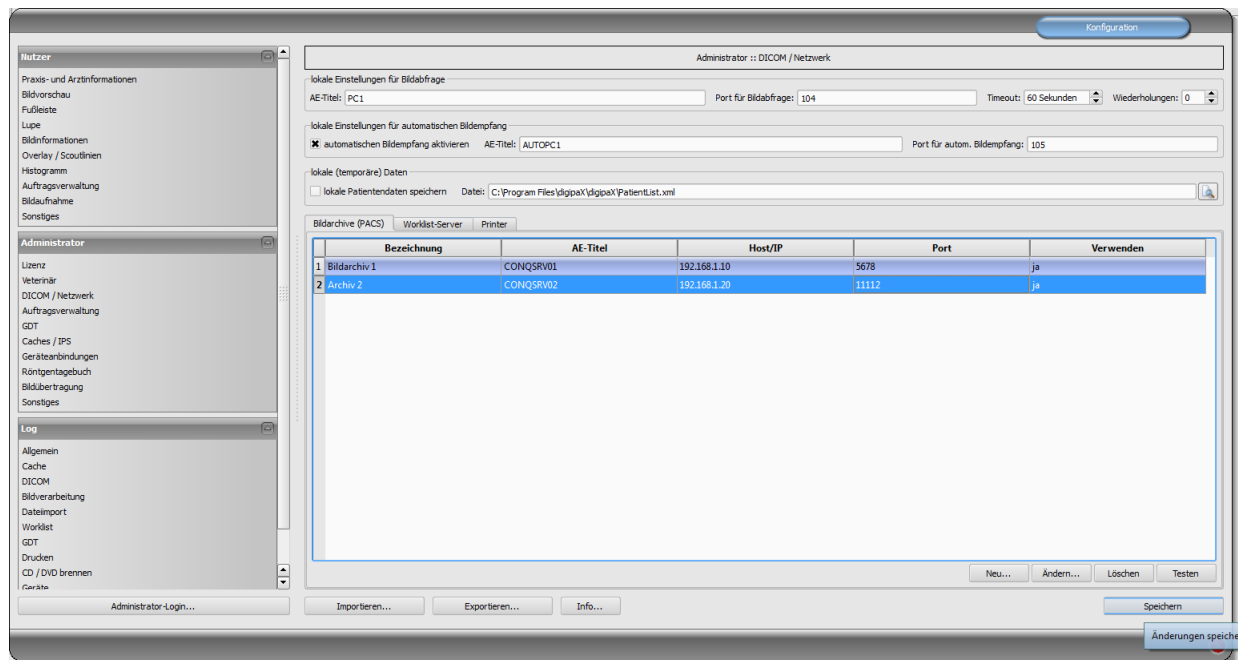 Konfiguration
Nutzer
Praxis- und Arztinformationen
Bildvorschau
Fußleiste
Lupe
Bildinformationen
Overlay / Scoutlinien
Histogramm
Auftragsverwaltung
Bildaufnahme
Sonstiges
Administrator
Lizenz
Veterinär
DICOM / Netzwerk
Auftragsverwaltung
GDT
Caches / IPS
Geräteanbindungen
Röntgentagebuch
Bildübertragung
Sonstiges
Log
Allgemein
Cache
DICOM
Bildverarbeitung
Dateiimport
Worklist
GDT
Drucken
CD / DVD brennen
Geräte
Administrator-Login...
Administrator :: DICOM / Netzwerk
lokale Einstellungen für Bildabfrage
AE-Titel: PC1 Port für Bildabfrage: 104 Timeout: 60 Sekunden Wiederholungen: 0
lokale Einstellungen für automatischen Bildempfang
automatischen Bildempfang aktivieren AE-Titel: AUTOPC1 Port für autom. Bildempfang: 105
lokale (temporäre) Daten
lokale Patientendaten speichern Datei: C:\Program Files\digipaX\digipaX\PatientList.xml
Bildarchive (PACS) Worklist-Server Printer
Bezeichnung AE-Titel Host/IP Port Verwenden
1 Bildarchiv 1 CONQSRV01 192.168.1.10 5678 ja
2 Archiv 2 CONQSRV02 192.168.1.20 11112 ja
Neu... Ändern... Löschen Testen
Importieren... Exportieren... Info... Speichern
Änderungen speiche